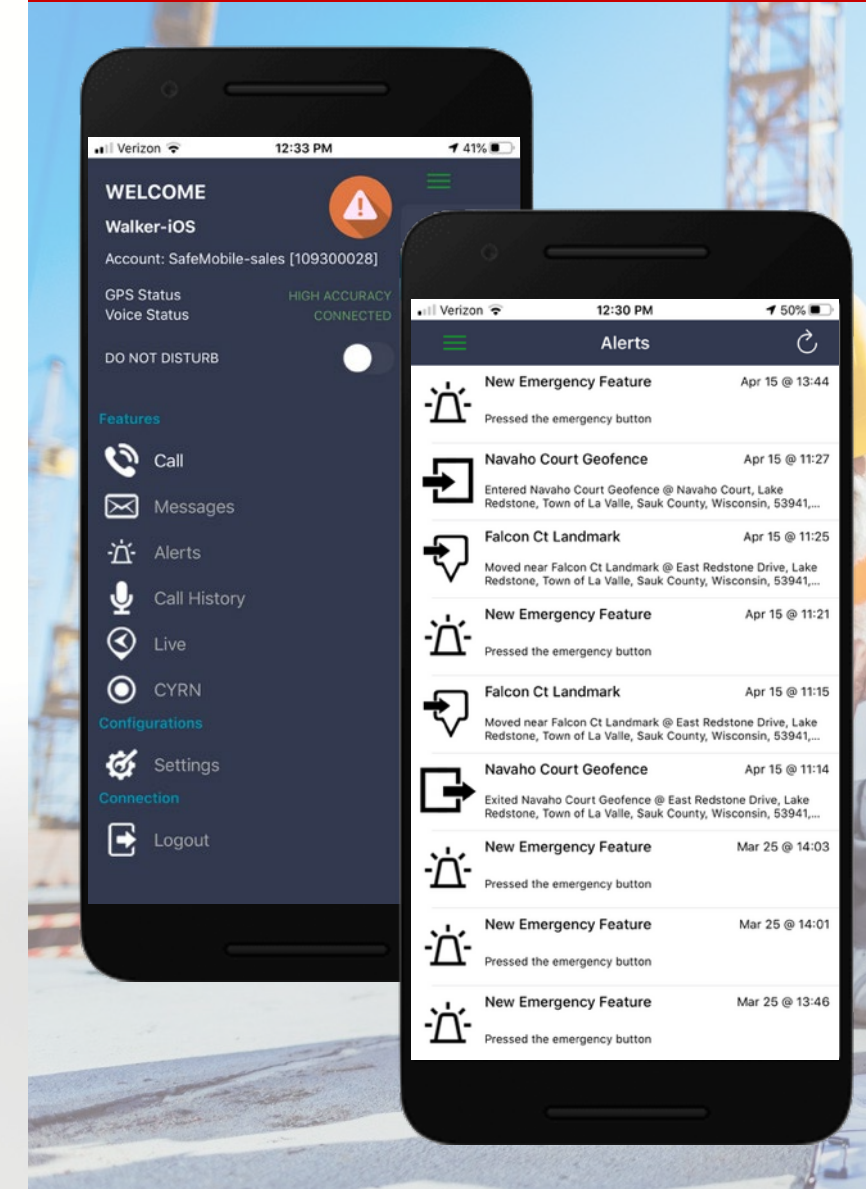 Verizon 12:33 PM 41%
WELCOME
Walker-iOS
Account: SafeMobile-sales [109300028]
GPS Status HIGH ACCURACY
Voice Status CONNECTED
DO NOT DISTURB
Features
Call
Messages
Alerts
Call History
Live
CYRN
Configurations
Settings
Connection
Logout
Verizon 12:30 PM 50%
Alerts
New Emergency Feature Apr 15 @ 13:44
Pressed the emergency button
Navaho Court Geofence Apr 15 @ 11:27
Entered Navaho Court Geofence @ Navaho Court, Lake
Redstone, Town of La Valle, Sauk County, Wisconsin, 53941,...
Falcon Ct Landmark Apr 15 @ 11:25
Moved near Falcon Ct Landmark @ East Redstone Drive, Lake
Redstone, Town of La Valle, Sauk County, Wisconsin, 53941,...
New Emergency Feature Apr 15 @ 11:21
Pressed the emergency button
Falcon Ct Landmark Apr 15 @ 11:15
Moved near Falcon Ct Landmark @ East Redstone Drive, Lake
Redstone, Town of La Valle, Sauk County, Wisconsin, 53941,...
Navaho Court Geofence Apr 15 @ 11:14
Exited Navaho Court Geofence @ East Redstone Drive, Lake
Redstone, Town of La Valle, Sauk County, Wisconsin, 53941,...
New Emergency Feature Mar 25 @ 14:03
Pressed the emergency button
New Emergency Feature Mar 25 @ 14:01
Pressed the emergency button
New Emergency Feature Mar 25 @ 13:46
Pressed the emergency button